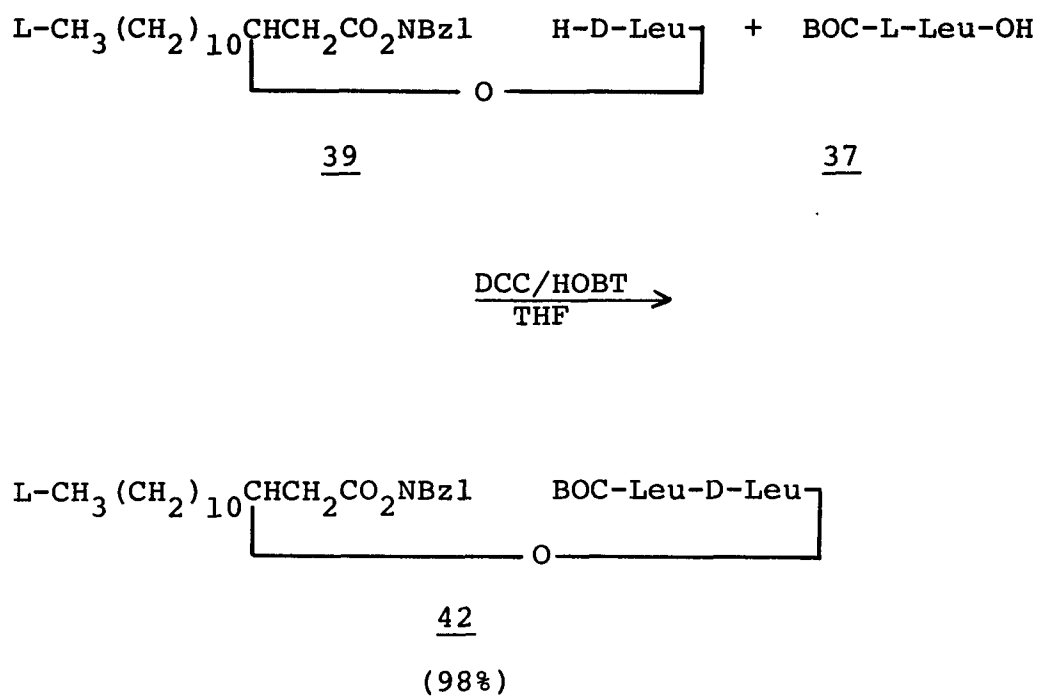 L-CH3(CH2)10CHCH2CO2NBzl H-D-Leu + BOC-L-Leu-OH
O
39 37
DCC/HOBT
THF
L-CH3(CH2)10CHCH2CO2NBzl BOC-Leu-D-Leu
O
42
(98%)